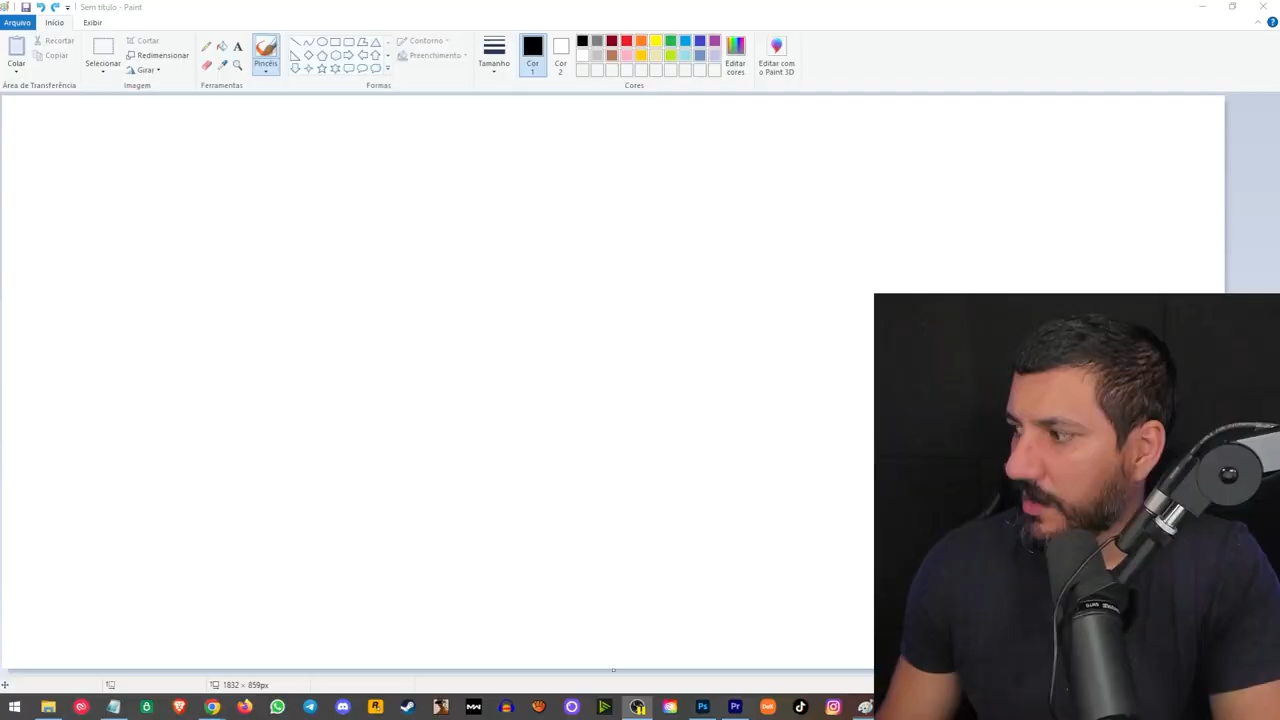 Sem título - Paint
Arquivo
Início
Exibir
Colar
Recortar
Copiar
Área de Transferência
Selecionar
Cortar
Redimensionar
Girar
Imagem
A
Ferramentas
Pincéis
Contorno
Preenchimento
Formas
Tamanho
Cor
1
Cor
2
Editar
cores
Editar com
o Paint 3D
Cores
1832 × 859px